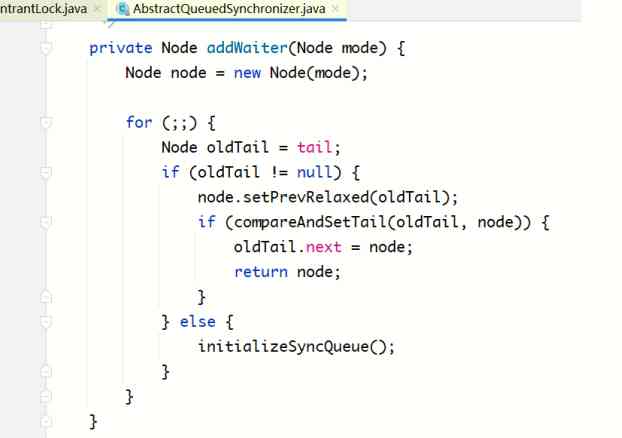 ntrantLock.java × AbstractQueuedSynchronizer.java ×
private Node addWaiter(Node mode) {
Node node = new Node(mode);
for (;;) {
Node oldTail = tail;
if (oldTail != null) {
node.setPrevRelaxed(oldTail);
if (compareAndSetTail(oldTail, node)) {
oldTail.next = node;
return node;
}
} else {
initializeSyncQueue();
}
}
}